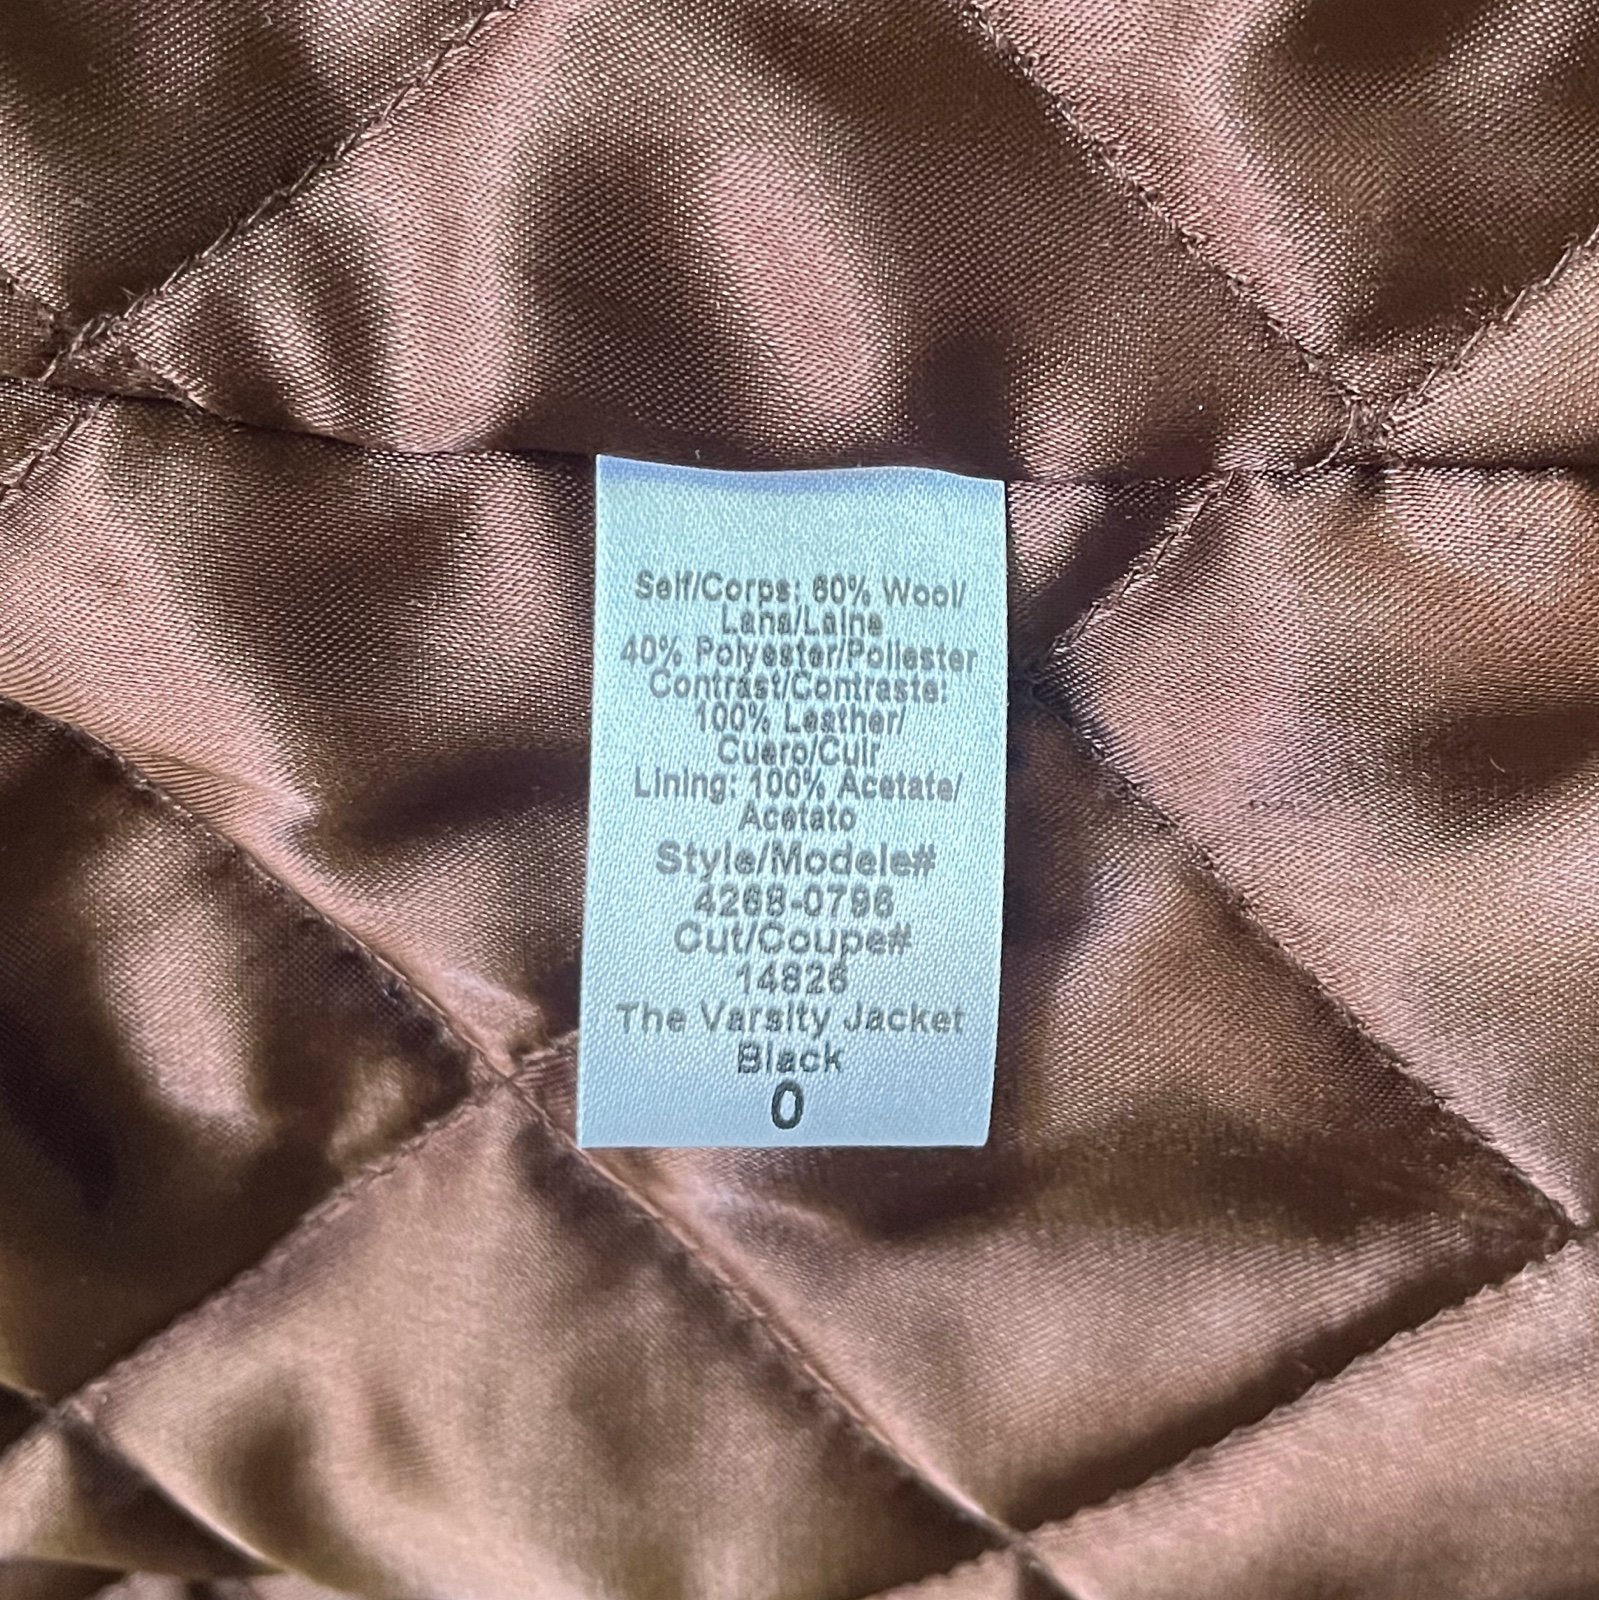 Self/Corps: 60% Wool/
Lana/Laine
40% Polyester/Poliester
Contrast/Contraste:
100% Leather/
Cuero/Cuir
Lining: 100% Acetate/
Acetato
Style/Modele#
4268-0796
Cut/Coupe#
14826
The Varsity Jacket
Black
0